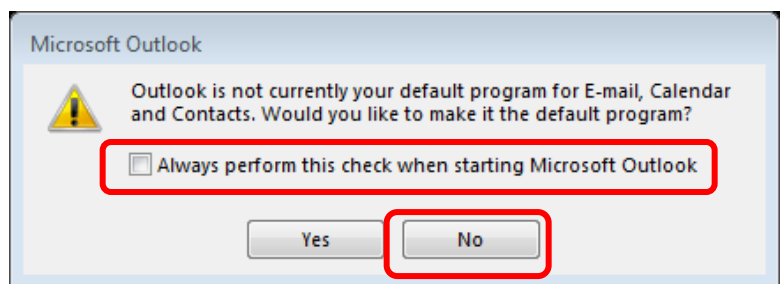 Microsoft Outlook
Outlook is not currently your default program for E-mail, Calendar
and Contacts. Would you like to make it the default program?
Always perform this check when starting Microsoft Outlook
Yes No